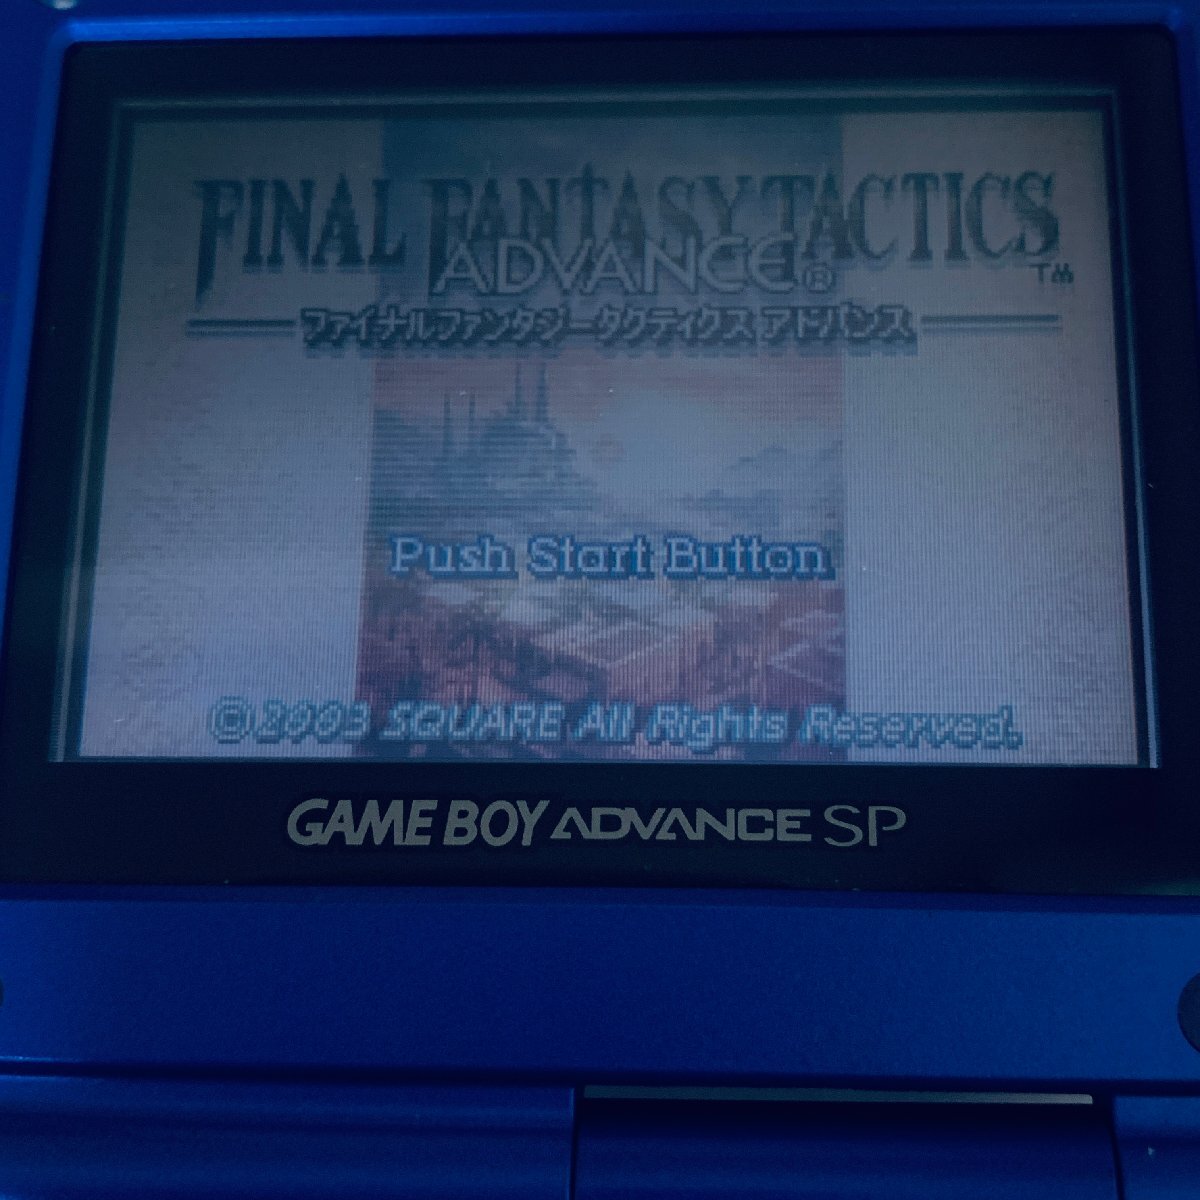 FINAL FANTASY TACTICS
ADVANCE®
TM
ファイナルファンタジータクティクス アドバンス
Push Start Button
©2003 SQUARE All Rights Reserved.
GAME BOY ADVANCE SP